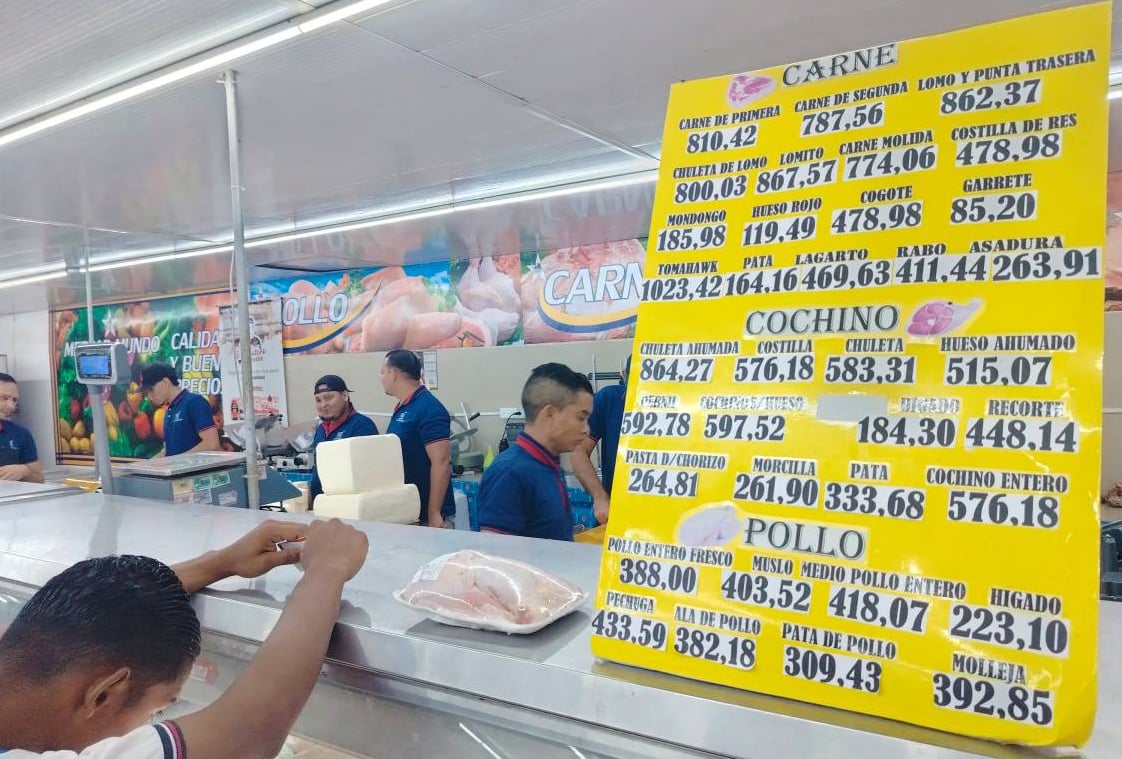 CARNE
CARNE DE PRIMERA CARNE DE SEGUNDA LOMO Y PUNTA TRASERA
810,42 787,56 862,37
CHULETA DE LOMO LOMITO CARNE MOLIDA COSTILLA DE RES
800,03 867,57 774,06 478,98
MONDONGO HUESO ROJO COGOTE GARRETE
185,98 119,49 478,98 85,20
TOMAHAWK PATA LAGARTO RABO ASADURA
1023,42 164,16 469,63 411,44 263,91
COCHINO
CHULETA AHUMADA COSTILLA CHULETA HUESO AHUMADO
864,27 576,18 583,31 515,07
PERNIL COCHINO S/HUESO HIGADO RECORTE
592,78 597,52 184,30 448,14
PASTA D/CHORIZO MORCILLA PATA COCHINO ENTERO
264,81 261,90 333,68 576,18
POLLO
POLLO ENTERO FRESCO MUSLO MEDIO POLLO ENTERO HIGADO
388.00 403,52 418,07 223,10
PECHUGA ALA DE POLLO PATA DE POLLO MOLLEJA
433.59 382,18 309,43 392,85
OLLO
CARN
MUNDO CALIDA
Y BUEN
PRECIO